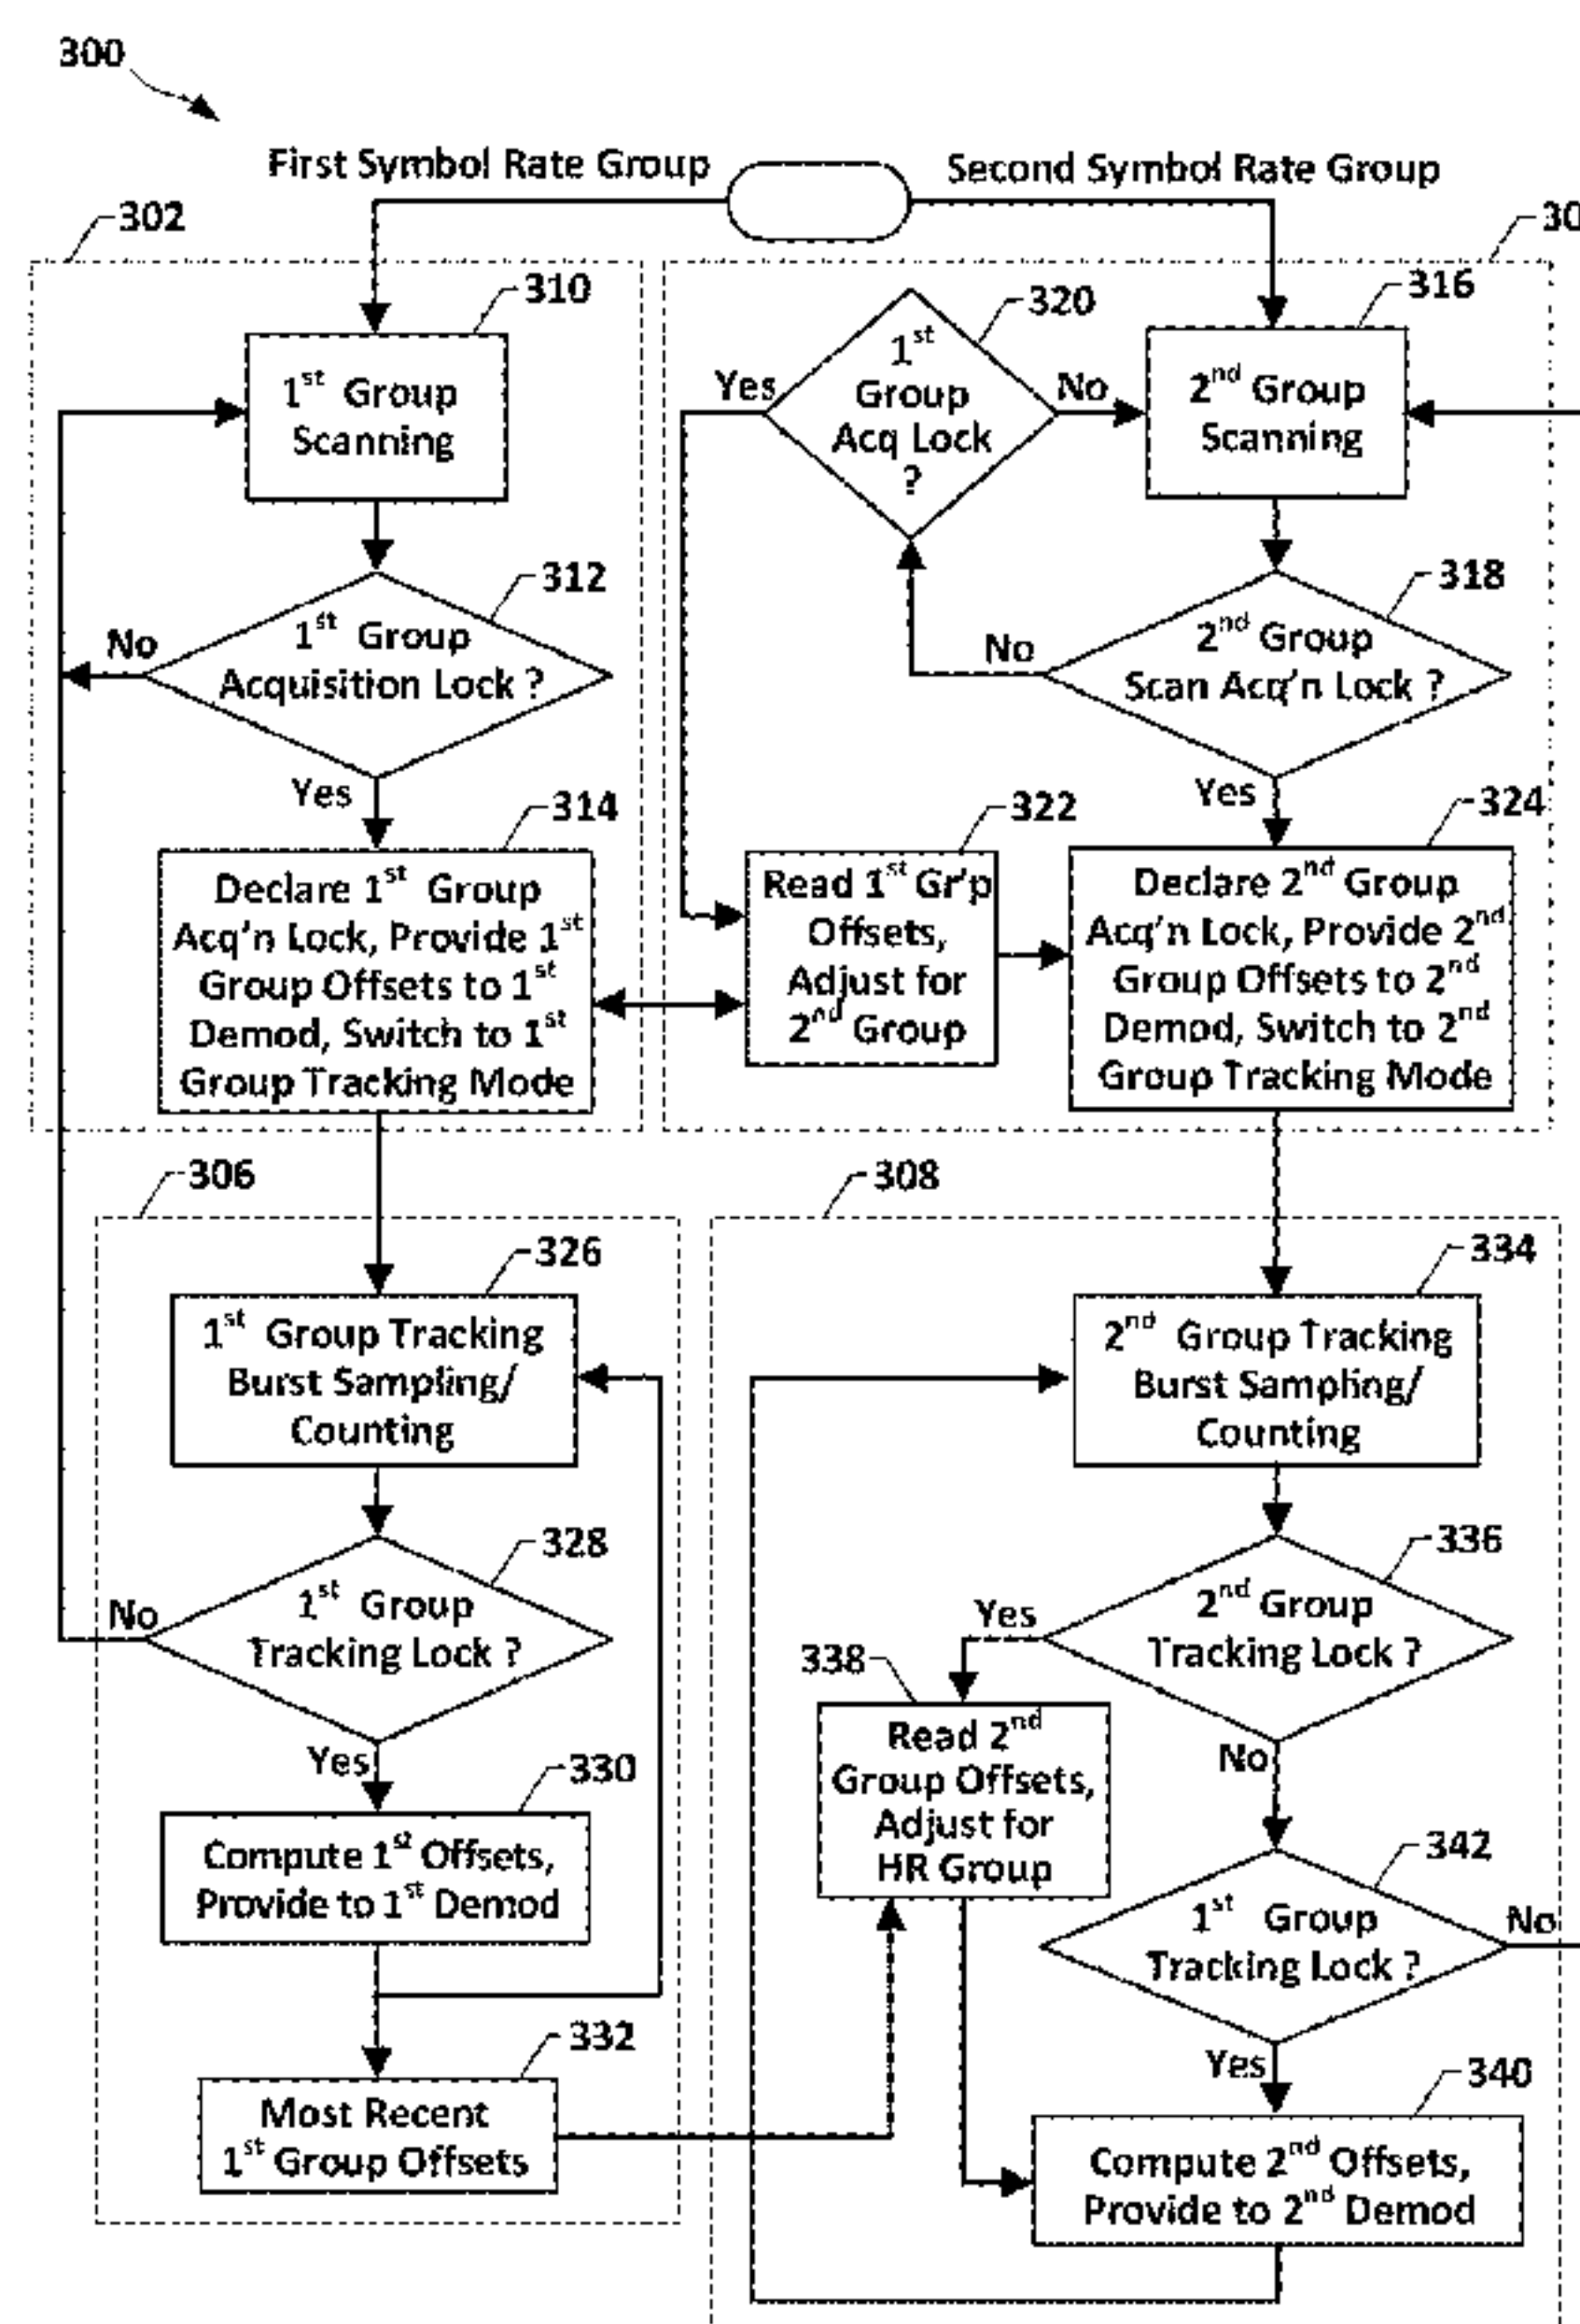 300
First Symbol Rate Group
Second Symbol Rate Group
302
30
310
1st Group
Scanning
320
1st
Group
Acq Lock
?
Yes
No
316
2nd Group
Scanning
312
1st Group
Acquisition Lock ?
No
Yes
318
2nd Group
Scan Acq'n Lock ?
No
Yes
314
Declare 1st Group
Acq'n Lock, Provide 1st
Group Offsets to 1st
Demod, Switch to 1st
Group Tracking Mode
322
Read 1st Gr'p
Offsets,
Adjust for
2nd Group
324
Declare 2nd Group
Acq'n Lock, Provide 2nd
Group Offsets to 2nd
Demod, Switch to 2nd
Group Tracking Mode
306
308
326
1st Group Tracking
Burst Sampling/
Counting
334
2nd Group Tracking
Burst Sampling/
Counting
328
1st Group
Tracking Lock ?
No
Yes
336
2nd Group
Tracking Lock ?
Yes
No
338
Read 2nd
Group Offsets,
Adjust for
HR Group
330
Compute 1st Offsets,
Provide to 1st Demod
342
1st Group
Tracking Lock ?
No
Yes
332
Most Recent
1st Group Offsets
340
Compute 2nd Offsets,
Provide to 2nd Demod